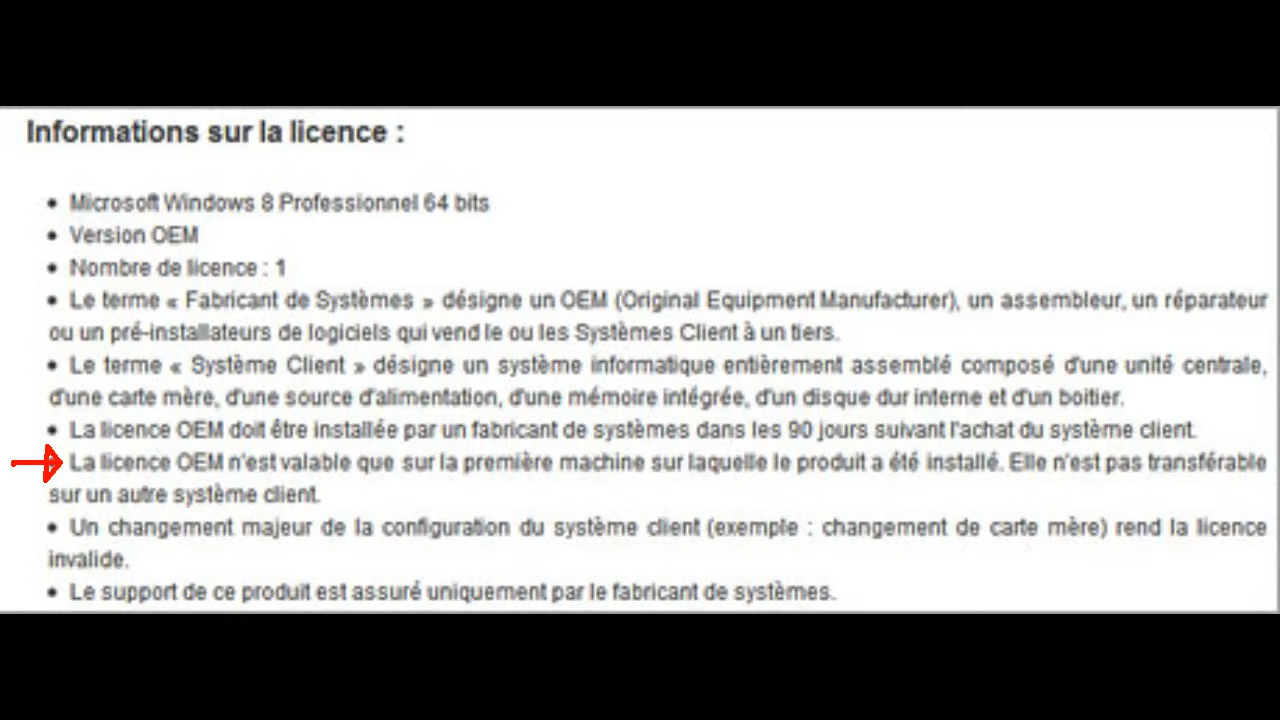 Informations sur la licence :
• Microsoft Windows 8 Professionnel 64 bits
• Version OEM
• Nombre de licence : 1
• Le terme « Fabricant de Systèmes » désigne un OEM (Original Equipment Manufacturer), un assembleur, un réparateur
ou un pré-installateurs de logiciels qui vend le ou les Systèmes Client à un tiers.
• Le terme « Système Client » désigne un système informatique entièrement assemblé composé d'une unité centrale,
d'une carte mère, d'une source d'alimentation, d'une mémoire intégrée, d'un disque dur interne et d'un boitier.
• La licence OEM doit être installée par un fabricant de systèmes dans les 90 jours suivant l'achat du système client.
• La licence OEM n'est valable que sur la première machine sur laquelle le produit a été installé. Elle n'est pas transférable
sur un autre système client.
• Un changement majeur de la configuration du système client (exemple : changement de carte mère) rend la licence
invalide.
• Le support de ce produit est assuré uniquement par le fabricant de systèmes.